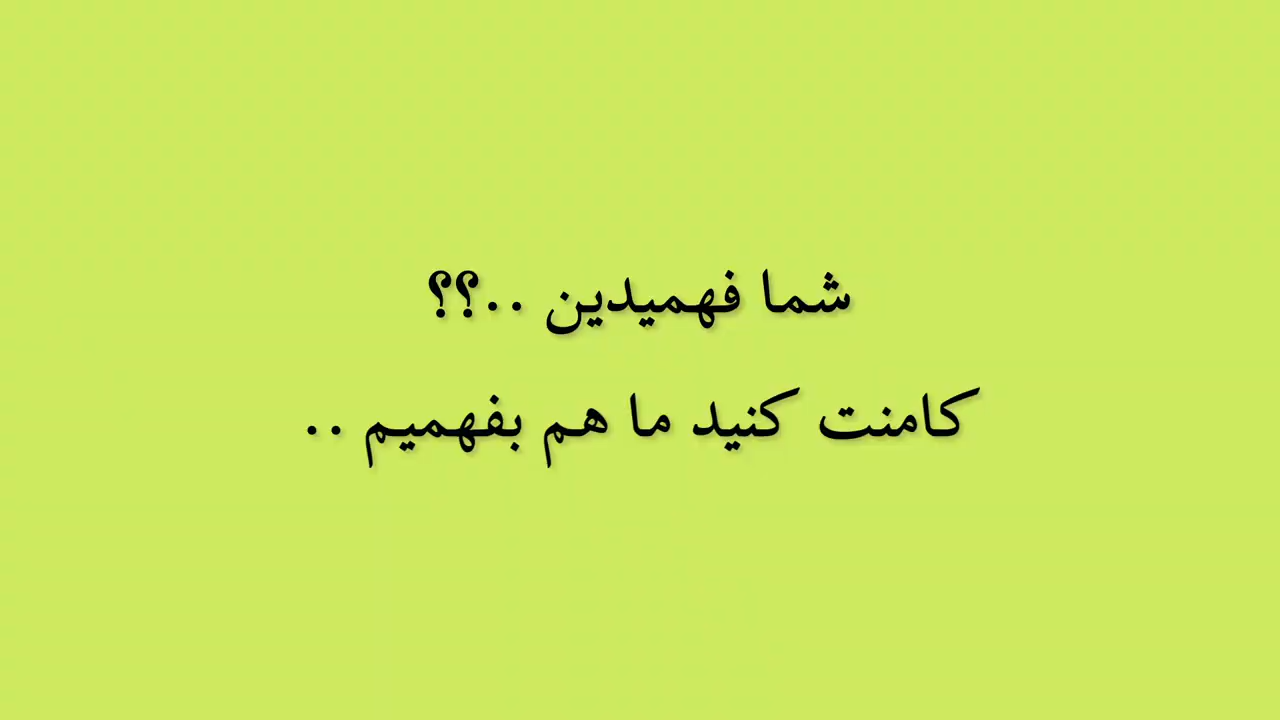 شما فهمیدین ..؟؟
کامنت کنید ما هم بفهمیم ..